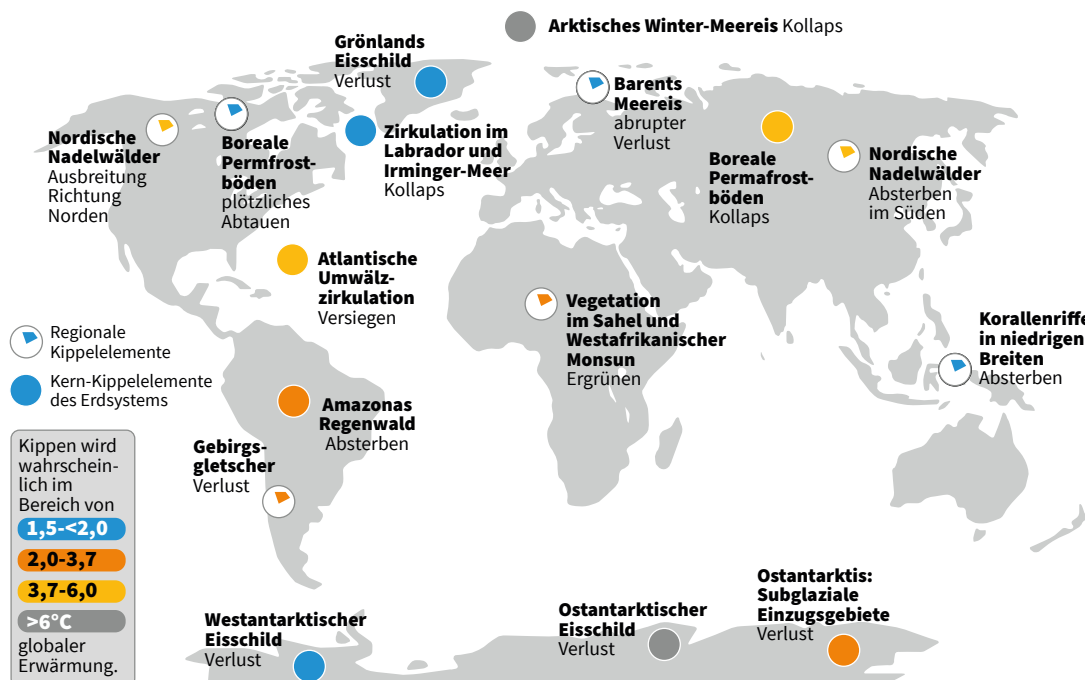 Arktisches Winter-Meereis Kollaps
Grönlands
Eisschild
Verlust
Barents
Meereis
abrupter
Verlust
Nordische
Nadelwälder
Ausbreitung
Richtung
Norden
Boreale
Permfrost-
böden
plötzliches
Abtauen
Zirkulation im
Labrador und
Irminger-Meer
Kollaps
Boreale
Permafrost-
böden
Kollaps
Nordische
Nadelwälder
Absterben
im Süden
Atlantische
Umwälz-
zirkulation
Versiegen
Vegetation
im Sahel und
Westafrikanischer
Monsun
Ergrünen
Korallenriffe
in niedrigen
Breiten
Absterben
Regionale
Kippelelemente
Kern-Kippelelemente
des Erdsystems
Amazonas
Regenwald
Absterben
Gebirgs-
gletscher
Verlust
Kippen wird
wahrschein-
lich im
Bereich von
1,5-<2,0
2,0-3,7
3,7-6,0
>6°C
globaler
Erwärmung.
Westantarktischer
Eisschild
Verlust
Ostantarktischer
Eisschild
Verlust
Ostantarktis:
Subglaziale
Einzugsgebiete
Verlust